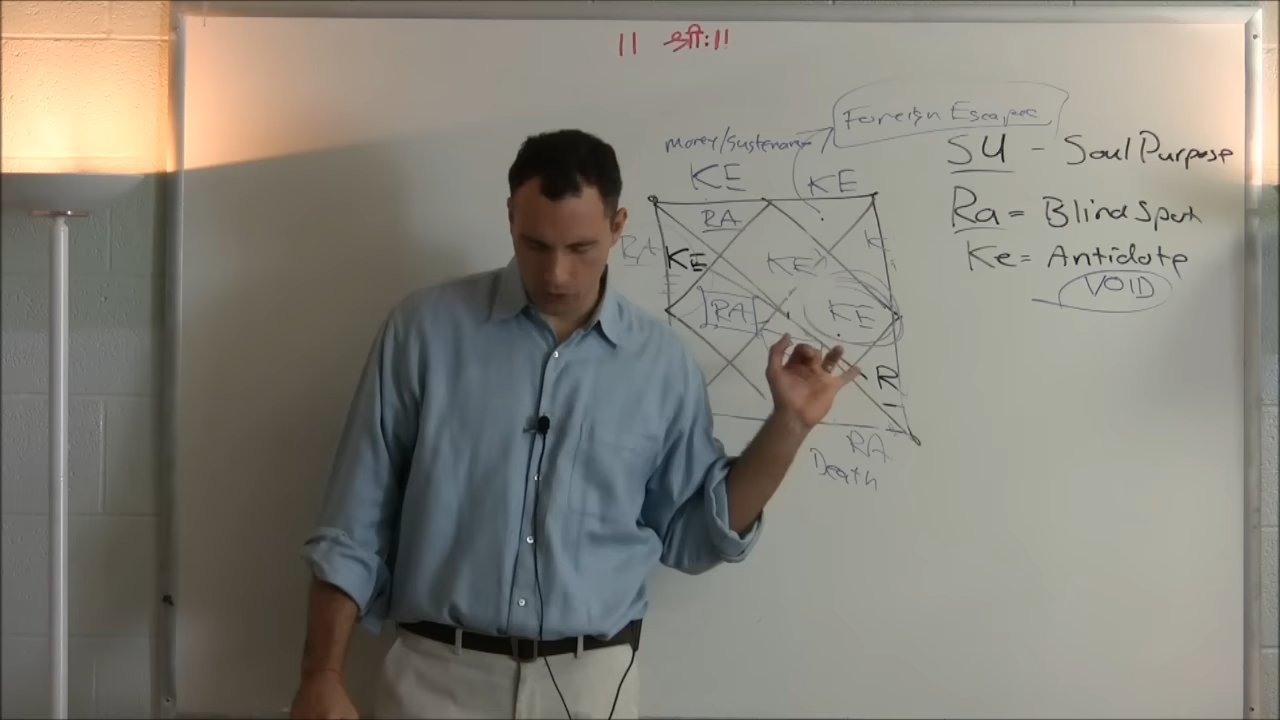 || श्रीः ||
Foreign Escapes
money/sustenance
SU - Soul Purpose
KE KE
RA
Ra = Blind Spot
RA KE KE K
Ke = Antidote
VOID
RA KE
R
RA
Death